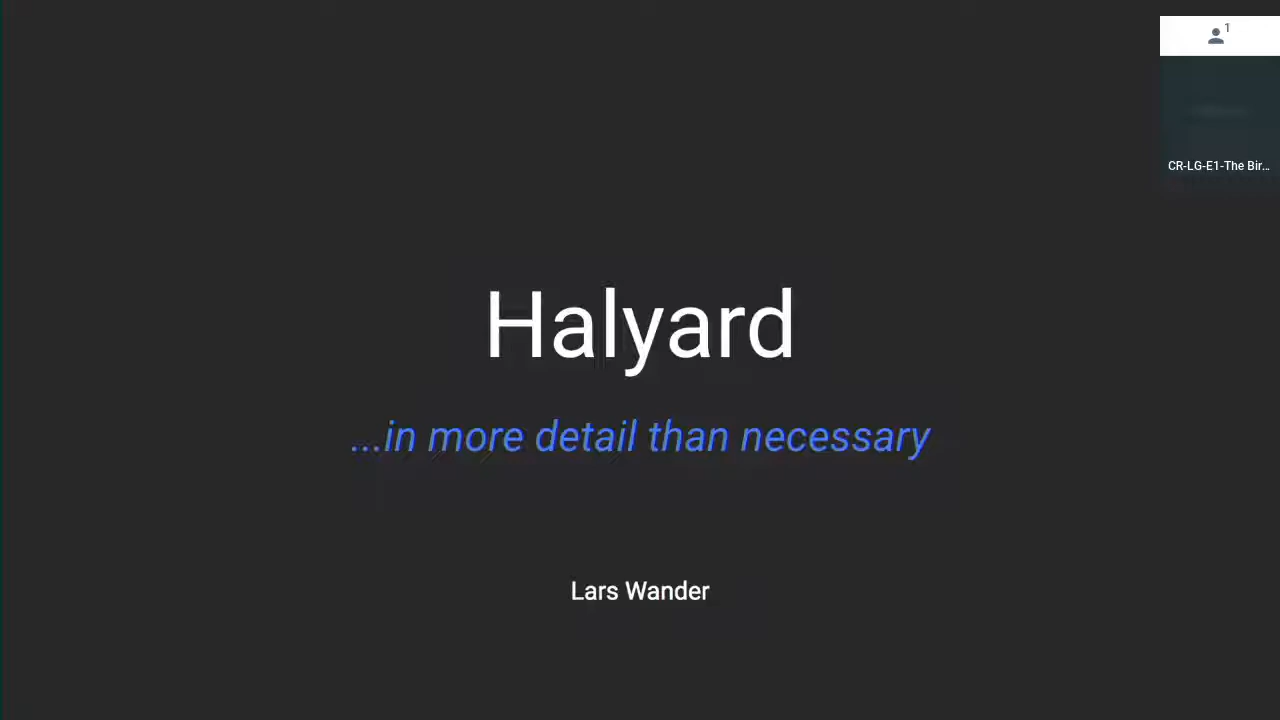 1
CR-LG-E1-The Bir...
Halyard
...in more detail than necessary
Lars Wander